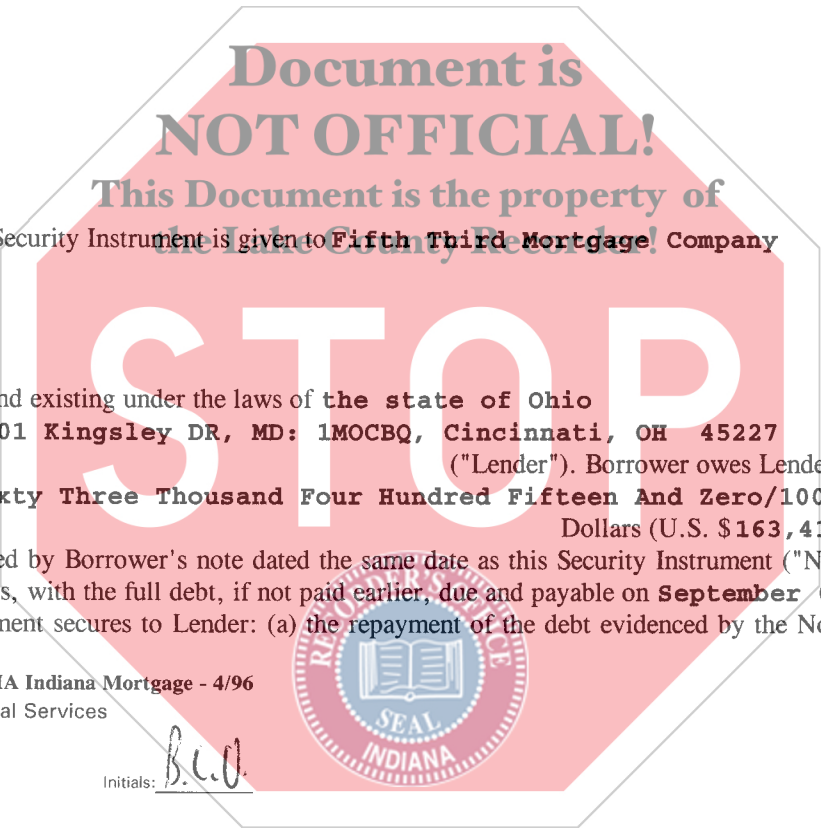 Document is
NOT OFFICIAL!
This Document is the property of
the Lake County Recorder!
Security Instrument is given to Fifth Third Mortgage Company
nd existing under the laws of the state of Ohio
01 Kingsley DR, MD: 1MOCBQ, Cincinnati, OH 45227
("Lender"). Borrower owes Lende
xty Three Thousand Four Hundred Fifteen And Zero/100
Dollars (U.S. $163,41
ed by Borrower's note dated the same date as this Security Instrument ("N
s, with the full debt, if not paid earlier, due and payable on September
ment secures to Lender: (a) the repayment of the debt evidenced by the No
IA Indiana Mortgage - 4/96
al Services
Initials: B.C.O.
STOP
RECORDER'S OFFICE
SEAL
INDIANA